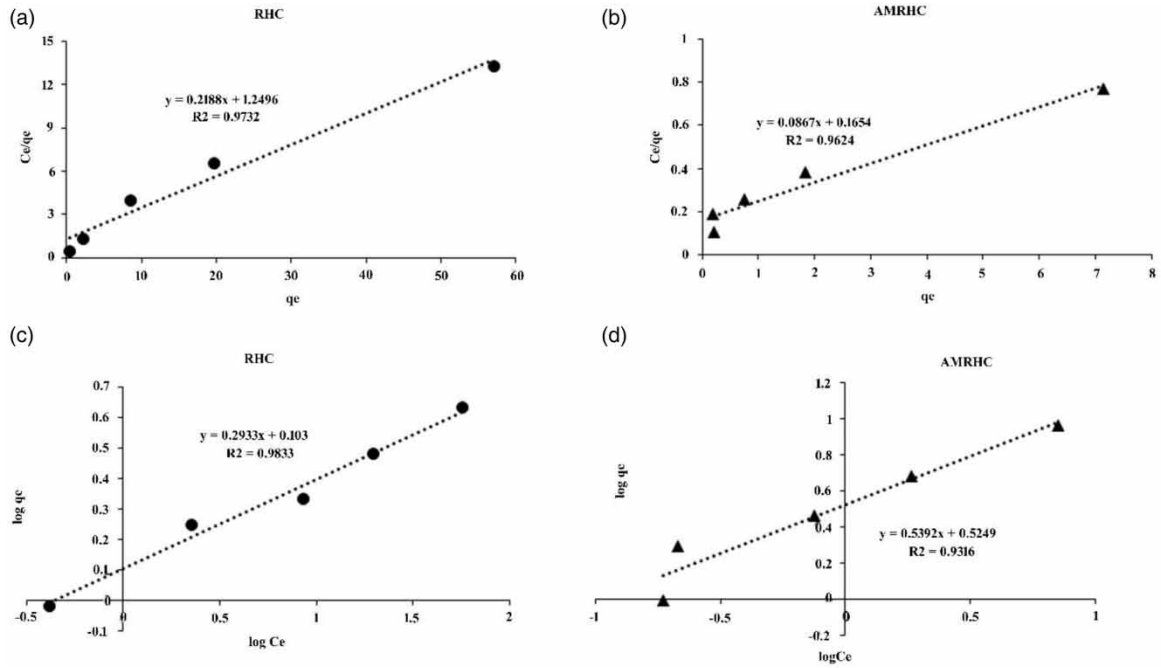 (a)
RHC
15
12
9
6
3
0
Ce/qe
y = 0.2188x + 1.2496
R2 = 0.9732
0 10 20 30 40 50 60
qe
(b)
AMRHC
1
0.8
0.6
0.4
0.2
0
Ce/qe
y = 0.0867x + 0.1654
R2 = 0.9624
0 1 2 3 4 5 6 7 8
qe
(c)
RHC
0.7
0.6
0.5
0.4
0.3
0.2
0.1
0
-0.1
log qe
y = 0.2933x + 0.103
R2 = 0.9833
-0.5 0 0.5 1 1.5 2
log Ce
(d)
AMRHC
1.2
1
0.8
0.6
0.4
0.2
0
-0.2
log qe
y = 0.5392x + 0.5249
R2 = 0.9316
-1 -0.5 0 0.5 1
logCe